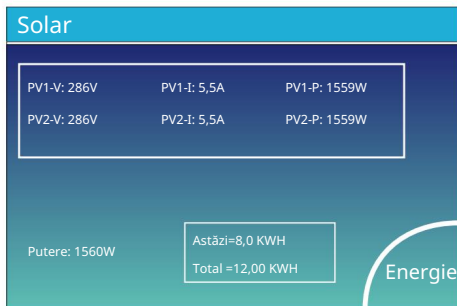 Solar
PV1-V: 286V PV1-I: 5,5A PV1-P: 1559W
PV2-V: 286V PV2-I: 5,5A PV2-P: 1559W
Astăzi=8,0 KWH
Putere: 1560W
Total =12,00 KWH
Energie